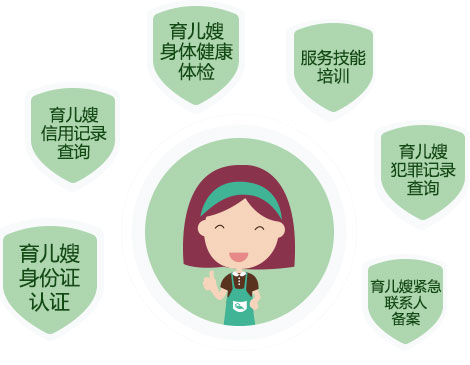 育儿嫂
身份证
认证
育儿嫂
信用记录
查询
育儿嫂
身体健康
体检
服务技能
培训
育儿嫂
犯罪记录
查询
育儿嫂紧急
联系人
备案